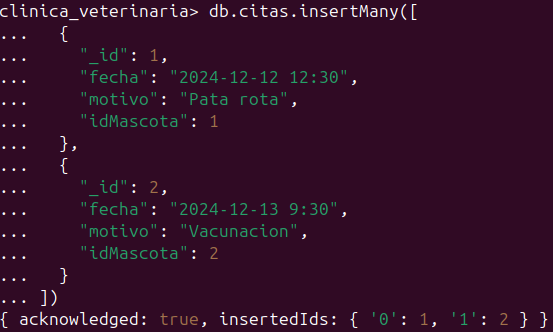 clinica_veterinaria> db.citas.insertMany([
...   {
...     "_id": 1,
...     "fecha": "2024-12-12 12:30",
...     "motivo": "Pata rota",
...     "idMascota": 1
...   },
...   {
...     "_id": 2,
...     "fecha": "2024-12-13 9:30",
...     "motivo": "Vacunacion",
...     "idMascota": 2
...   }
... ])
{ acknowledged: true, insertedIds: { '0': 1, '1': 2 } }